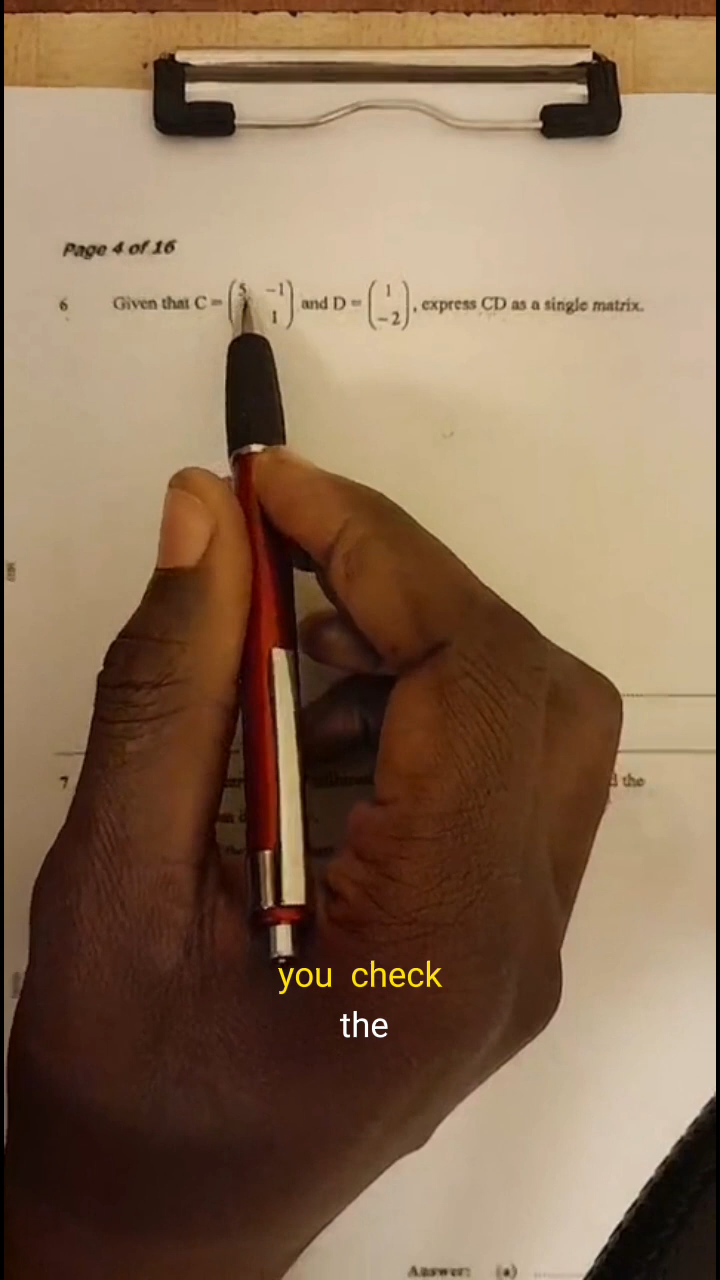 Page 4 of 16
6 Given that C = ( 5 -1 1 ) and D = ( 1 -2 ), express CD as a single matrix.
7 the
you check
the
Answer: (a)